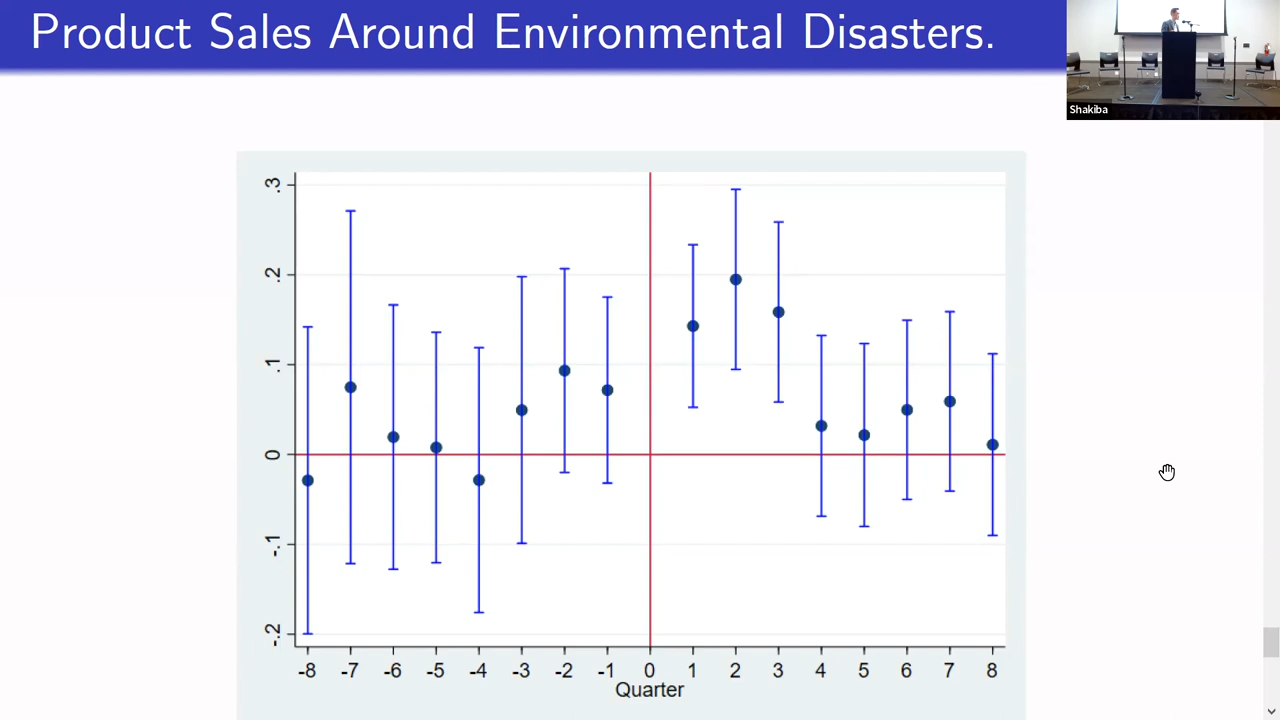 Product Sales Around Environmental Disasters.
Shakiba
.3
.2
.1
0
-.1
-.2
-8 -7 -6 -5 -4 -3 -2 -1 0 1 2 3 4 5 6 7 8
Quarter